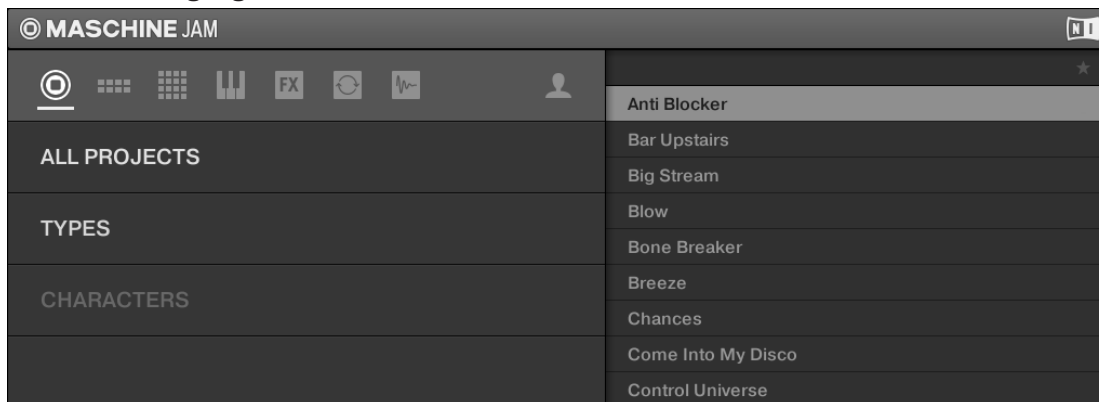 MASCHINE JAM
NI
FX
ALL PROJECTS
TYPES
CHARACTERS
Anti Blocker
Bar Upstairs
Big Stream
Blow
Bone Breaker
Breeze
Chances
Come Into My Disco
Control Universe